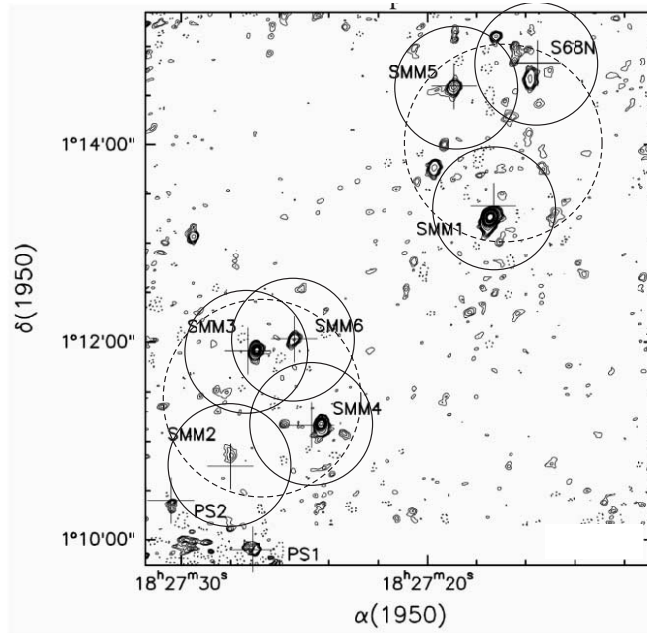 S68N
SMM5
1°14'00"
SMM1
SMM3
SMM6
1°12'00"
SMM4
SMM2
PS2
1°10'00"
PS1
18ʰ27ᵐ30ˢ
18ʰ27ᵐ20ˢ
α(1950)
δ(1950)